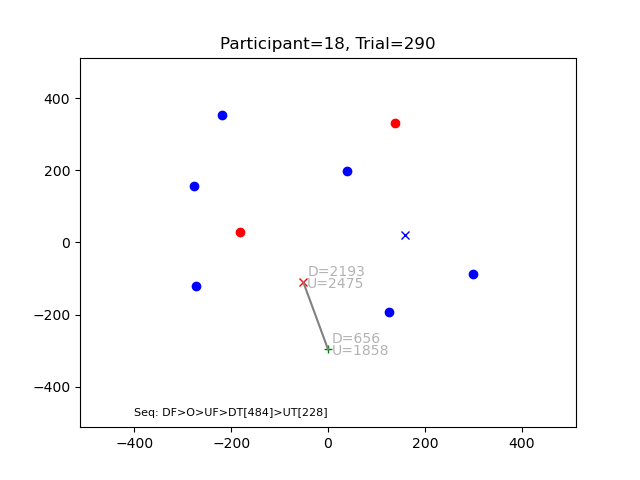 Participant=18, Trial=290
400
200
0
−200
−400
D=2193
U=2475
D=656
U=1858
Seq: DF>O>UF>DT[484]>UT[228]
−400
−200
0
200
400